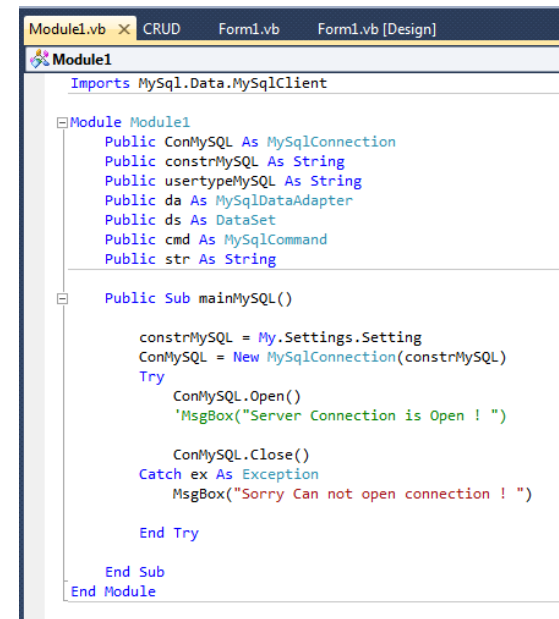 Module1.vb × CRUD Form1.vb Form1.vb [Design]
Module1
Imports MySql.Data.MySqlClient
Module Module1
Public ConMySQL As MySqlConnection
Public constrMySQL As String
Public usertypeMySQL As String
Public da As MySqlDataAdapter
Public ds As DataSet
Public cmd As MySqlCommand
Public str As String
Public Sub mainMySQL()
constrMySQL = My.Settings.Setting
ConMySQL = New MySqlConnection(constrMySQL)
Try
ConMySQL.Open()
'MsgBox("Server Connection is Open ! ")
ConMySQL.Close()
Catch ex As Exception
MsgBox("Sorry Can not open connection ! ")
End Try
End Sub
End Module